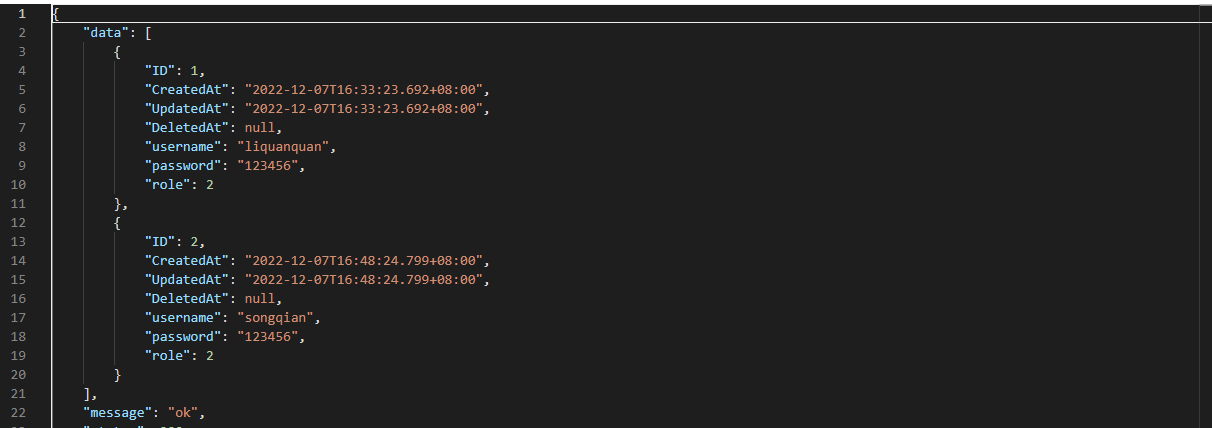 1 {
2 "data": [
3 {
4 "ID": 1,
5 "CreatedAt": "2022-12-07T16:33:23.692+08:00",
6 "UpdatedAt": "2022-12-07T16:33:23.692+08:00",
7 "DeletedAt": null,
8 "username": "liquanquan",
9 "password": "123456",
10 "role": 2
11 },
12 {
13 "ID": 2,
14 "CreatedAt": "2022-12-07T16:48:24.799+08:00",
15 "UpdatedAt": "2022-12-07T16:48:24.799+08:00",
16 "DeletedAt": null,
17 "username": "songqian",
18 "password": "123456",
19 "role": 2
20 }
21 ],
22 "message": "ok",